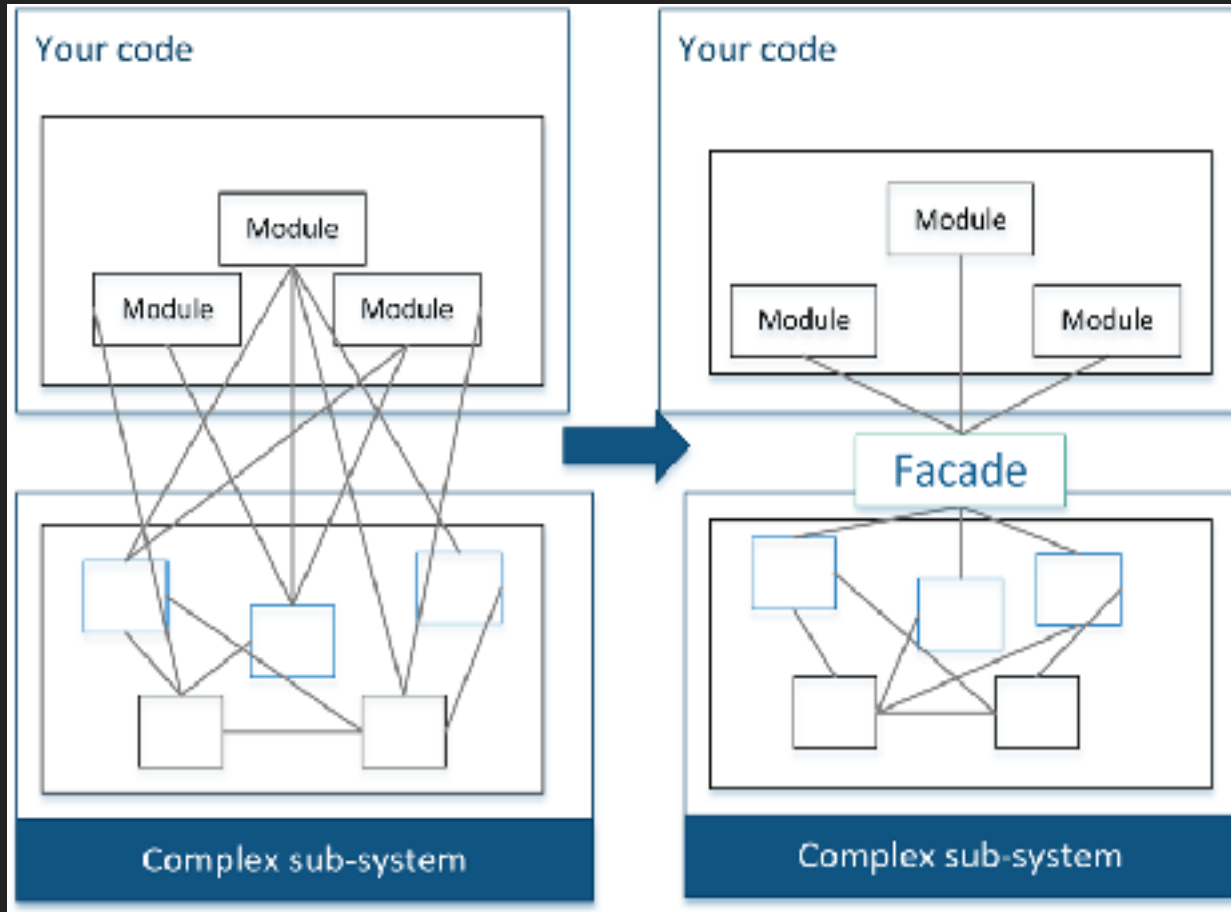 Your code
Module
Module
Module
Complex sub-system
Your code
Module
Module
Module
Facade
Complex sub-system